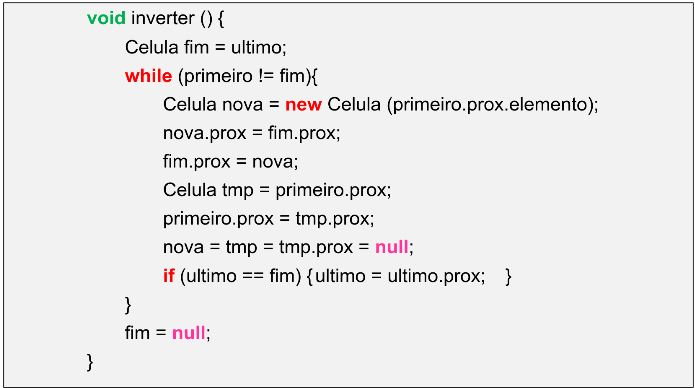 void inverter () {
Celula fim = ultimo;
while (primeiro != fim){
Celula nova = new Celula (primeiro.prox.elemento);
nova.prox = fim.prox;
fim.prox = nova;
Celula tmp = primeiro.prox;
primeiro.prox = tmp.prox;
nova = tmp = tmp.prox = null;
if (ultimo == fim) { ultimo = ultimo.prox; }
}
fim = null;
}